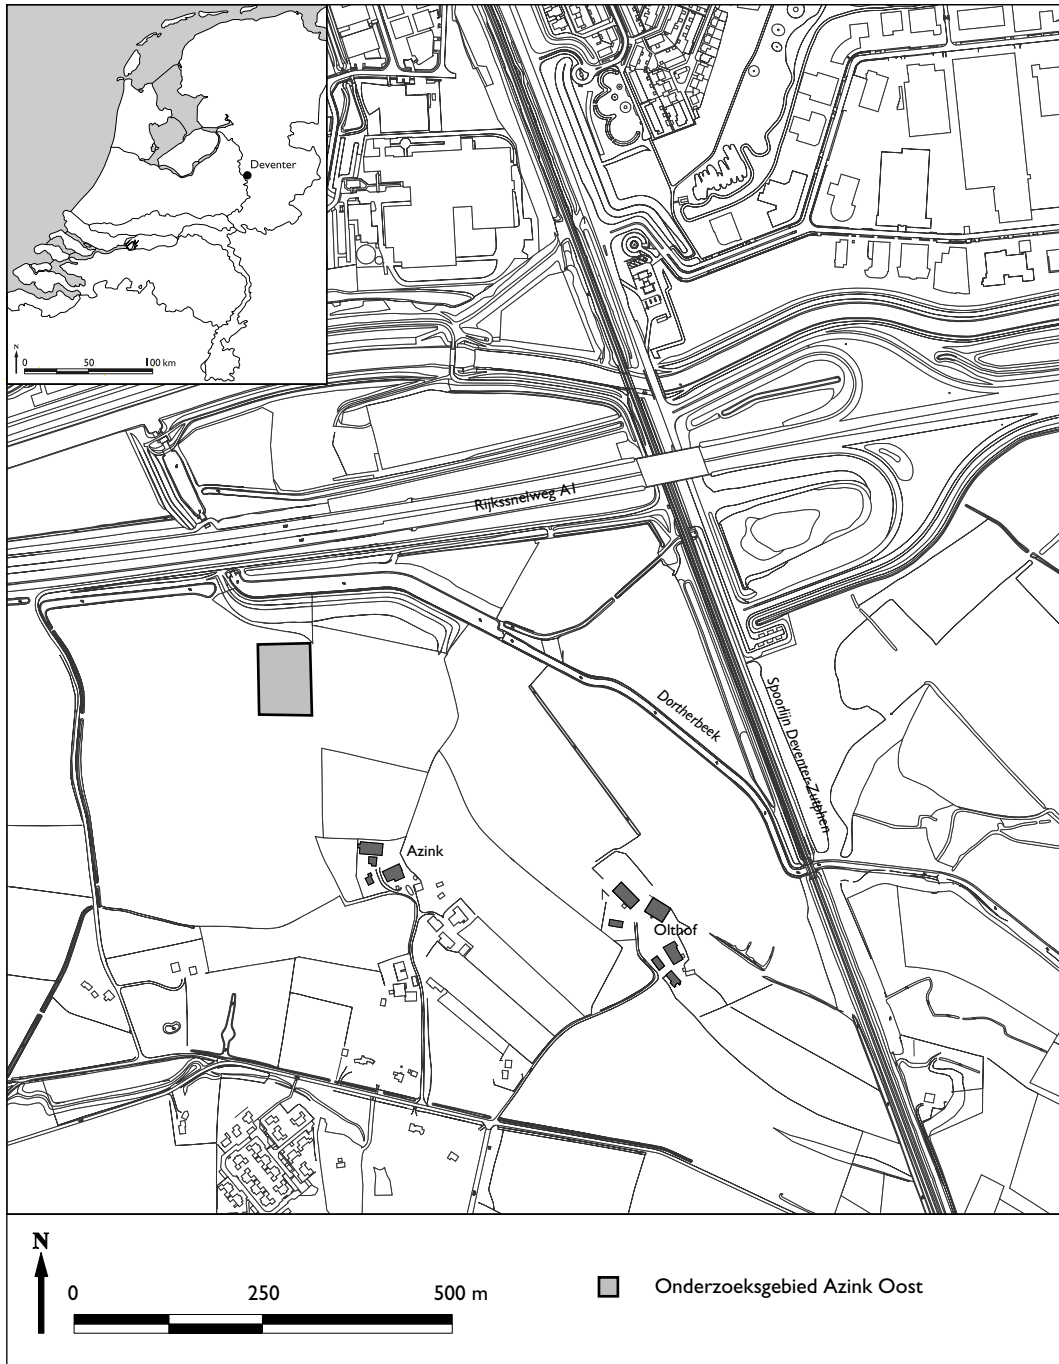 Deventer
N
0 50 100 km
Rijkssnelweg A1
Dortherbeek
Spoorlijn Deventer-Zutphen
Azink
Olthof
N
0 250 500 m
Onderzoeksgebied Azink Oost